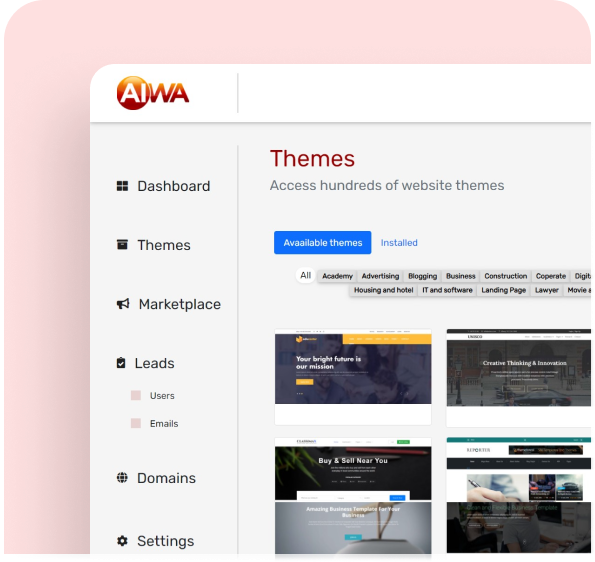 AIWA
Themes
Access hundreds of website themes
Dashboard
Themes
Marketplace
Leads
Users
Emails
Domains
Settings
Avaailable themes
Installed
All Academy Advertising Blogging Business Construction Coperate Digit
Housing and hotel IT and software Landing Page Lawyer Movie a
Your bright future is
our mission
Creative Thinking & Innovation
Buy & Sell Near You
Amazing Business Template For Your
Business
REPORTER